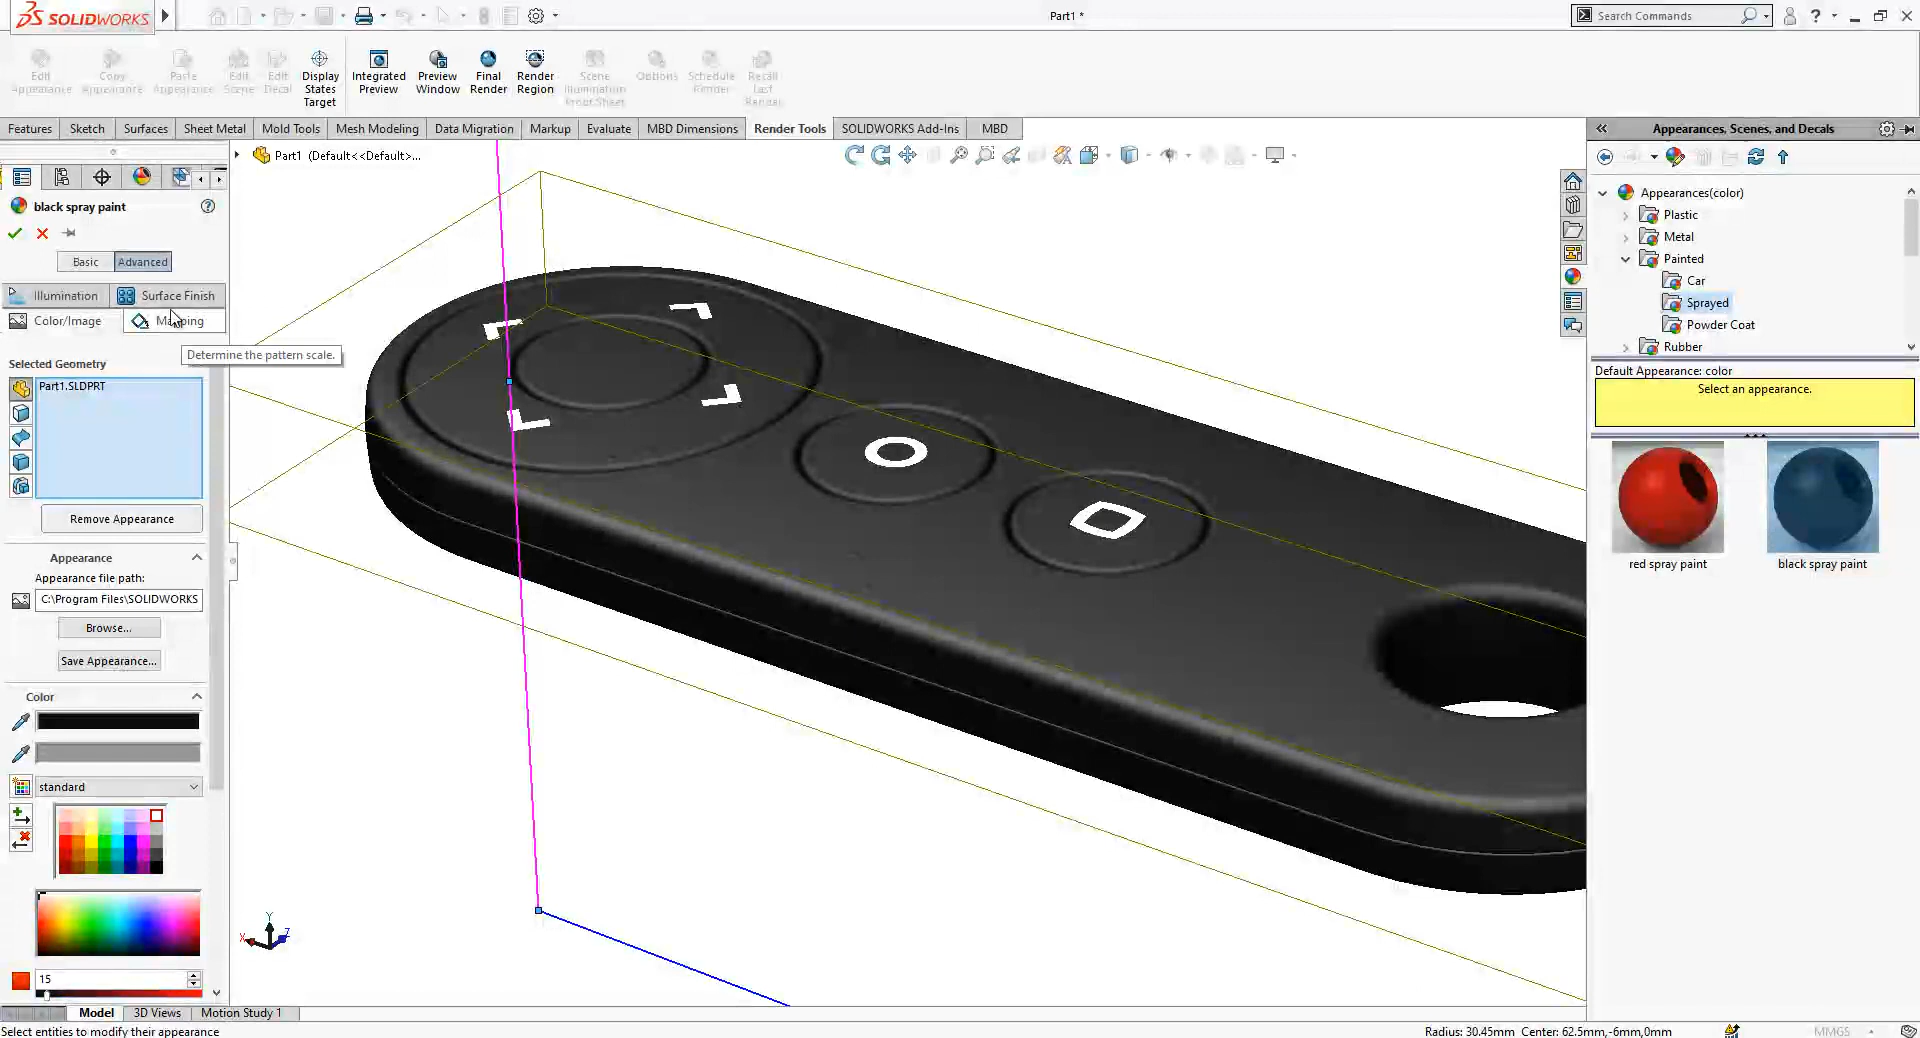 SOLIDWORKS
Part1 *
Search Commands
Edit Appearance
Copy Appearance
Paste Appearance
Edit Scene
Edit Decal
Display States Target
Integrated Preview
Preview Window
Final Render
Render Region
Scene Illumination Proof Sheet
Options
Schedule Render
Recall Last Render
Features
Sketch
Surfaces
Sheet Metal
Mold Tools
Mesh Modeling
Data Migration
Markup
Evaluate
MBD Dimensions
Render Tools
SOLIDWORKS Add-Ins
MBD
Part1 (Default<<Default>...
black spray paint
Basic
Advanced
Illumination
Surface Finish
Color/Image
Mapping
Determine the pattern scale.
Selected Geometry
Part1.SLDPRT
Remove Appearance
Appearance
Appearance file path:
C:\Program Files\SOLIDWORKS
Browse...
Save Appearance...
Color
standard
15
X
Y
Z
Appearances, Scenes, and Decals
Appearances(color)
Plastic
Metal
Painted
Car
Sprayed
Powder Coat
Rubber
Default Appearance: color
Select an appearance.
red spray paint
black spray paint
Model
3D Views
Motion Study 1
Select entities to modify their appearance
Radius: 30.45mm Center: 62.5mm,-6mm,0mm
MMGS